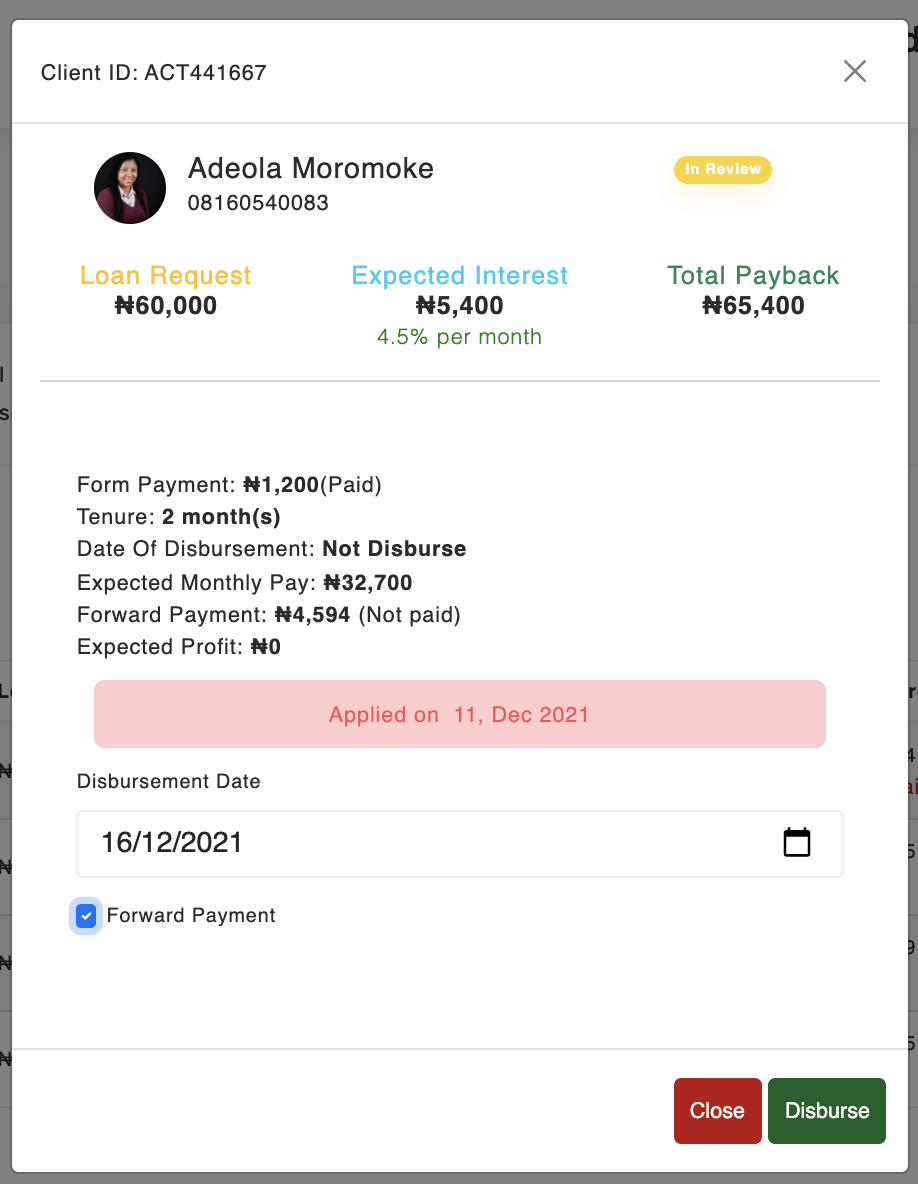 Client ID: ACT441667
Adeola Moromoke
In Review
08160540083
Loan Request
Expected Interest
Total Payback
₦60,000
₦5,400
₦65,400
4.5% per month
Form Payment: ₦1,200(Paid)
Tenure: 2 month(s)
Date Of Disbursement: Not Disburse
Expected Monthly Pay: ₦32,700
Forward Payment: ₦4,594 (Not paid)
Expected Profit: ₦0
Applied on 11, Dec 2021
Disbursement Date
16/12/2021
Forward Payment
Close
Disburse